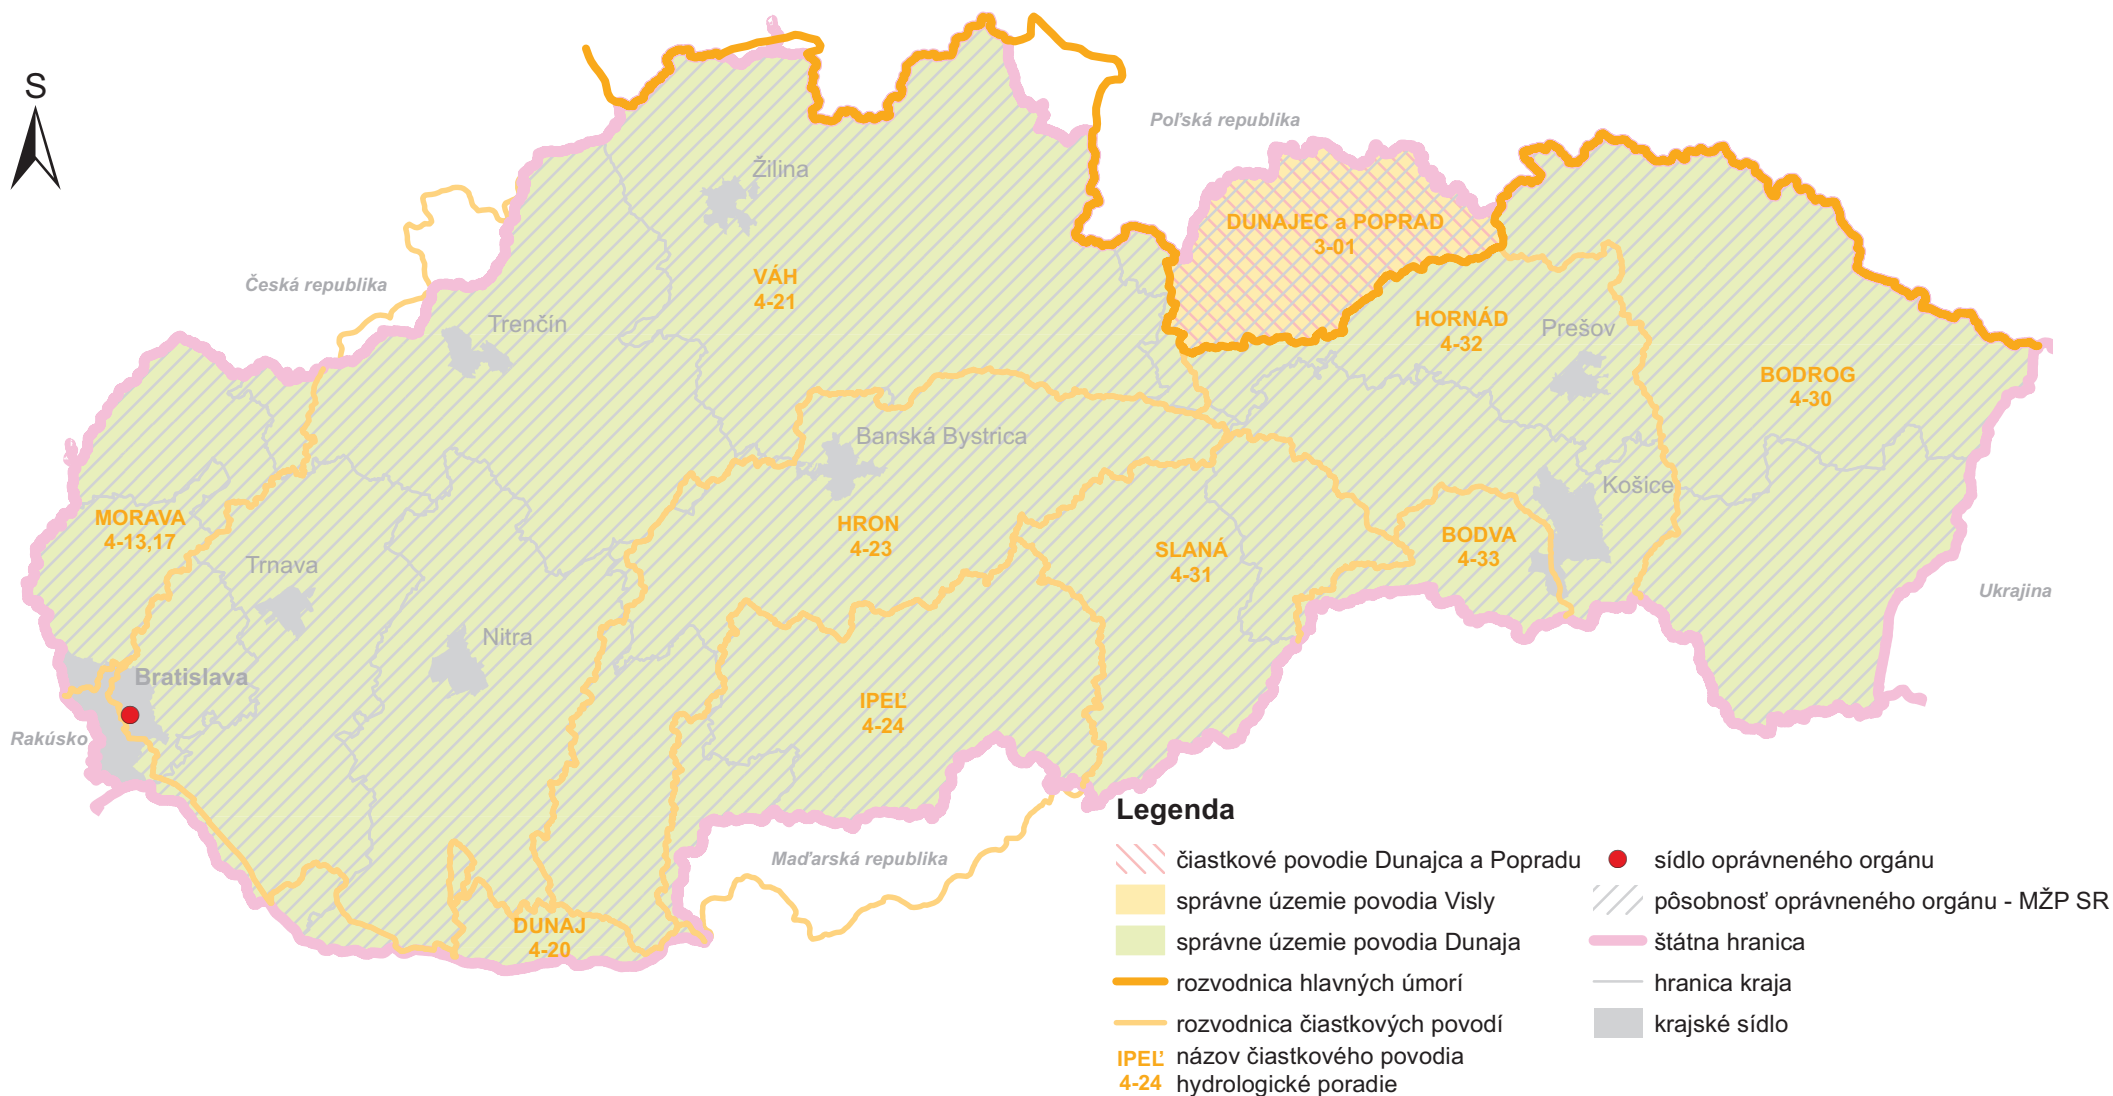 S
Poľská republika
Žilina
DUNAJEC a POPRAD
3-01
Česká republika
VÁH
4-21
Trenčín
HORNÁD
4-32
Prešov
BODROG
4-30
Banská Bystrica
Košice
MORAVA
4-13,17
HRON
4-23
SLANÁ
4-31
BODVA
4-33
Trnava
Ukrajina
Nitra
Bratislava
IPEĽ
4-24
Rakúsko
Maďarská republika
DUNAJ
4-20
Legenda
čiastkové povodie Dunajca a Popradu
správne územie povodia Visly
správne územie povodia Dunaja
rozvodnica hlavných úmorí
rozvodnica čiastkových povodí
IPEĽ názov čiastkového povodia
4-24 hydrologické poradie
sídlo oprávneného orgánu
pôsobnosť oprávneného orgánu - MŽP SR
štátna hranica
hranica kraja
krajské sídlo